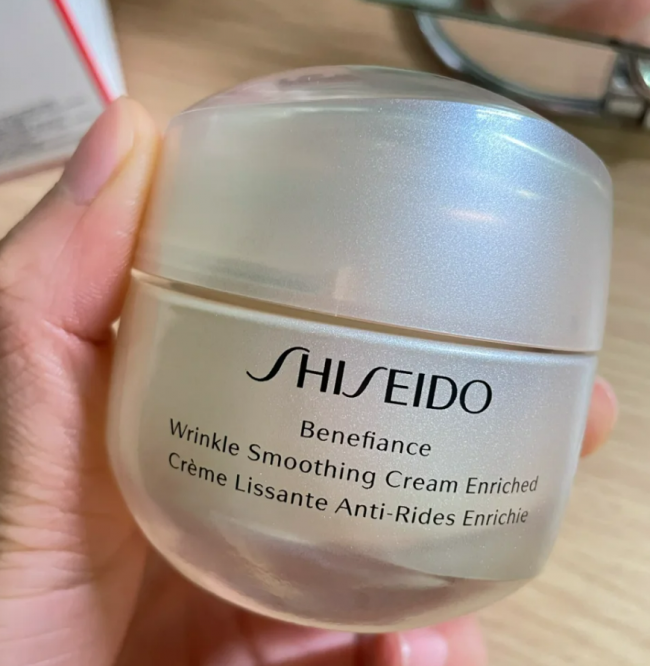 SHISEIDO
Benefiance
Wrinkle Smoothing Cream Enriched
Crème Lissante Anti-Rides Enrichie